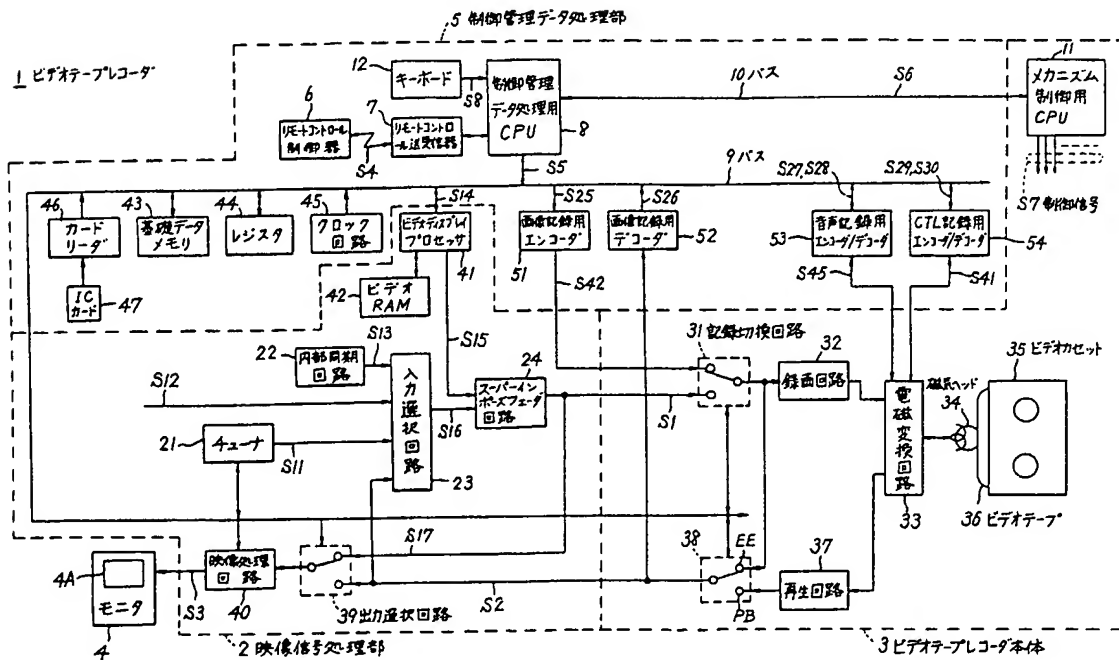 5 制御管理データ処理部
1 ビデオテープレコーダ
12
キーボード
S8
制御管理
データ処理用
CPU
8
10 バス
S6
11
メカニズム
制御用
CPU
6
リモートコントロール
制御器
S4
7
リモートコントロ
ール送受信器
S5
9 バス
S7 制御信号
46
カード
リーダ
43
基礎データ
メモリ
44
レジスタ
45
クロック
回路
S14
ビデオディスプレイ
プロセッサ
41
S25
画像記録用
エンコーダ
51
S26
画像記録用
デコーダ
52
S27,S28
音声記録用
エンコーダ/デコーダ
53
S29,S30
CTL記録用
エンコーダ/デコーダ
54
IC
カード
47
42
ビデオ
RAM
S15
S42
S45
S41
22
内部同期
回路
S13
S12
21
チューナ
S11
入力選択回路
23
S16
24
スーパーイン
ポーズフェーダ
回路
S1
31 記録切換回路
32
録画回路
電磁変換回路
33
磁気ヘッド
34
35 ビデオカセット
36 ビデオテープ
S17
S2
38
EE
PB
37
再生回路
4A
モニタ
4
S3
映像処理
回路
40
39 出力選択回路
2 映像信号処理部
3 ビデオテープレコーダ本体